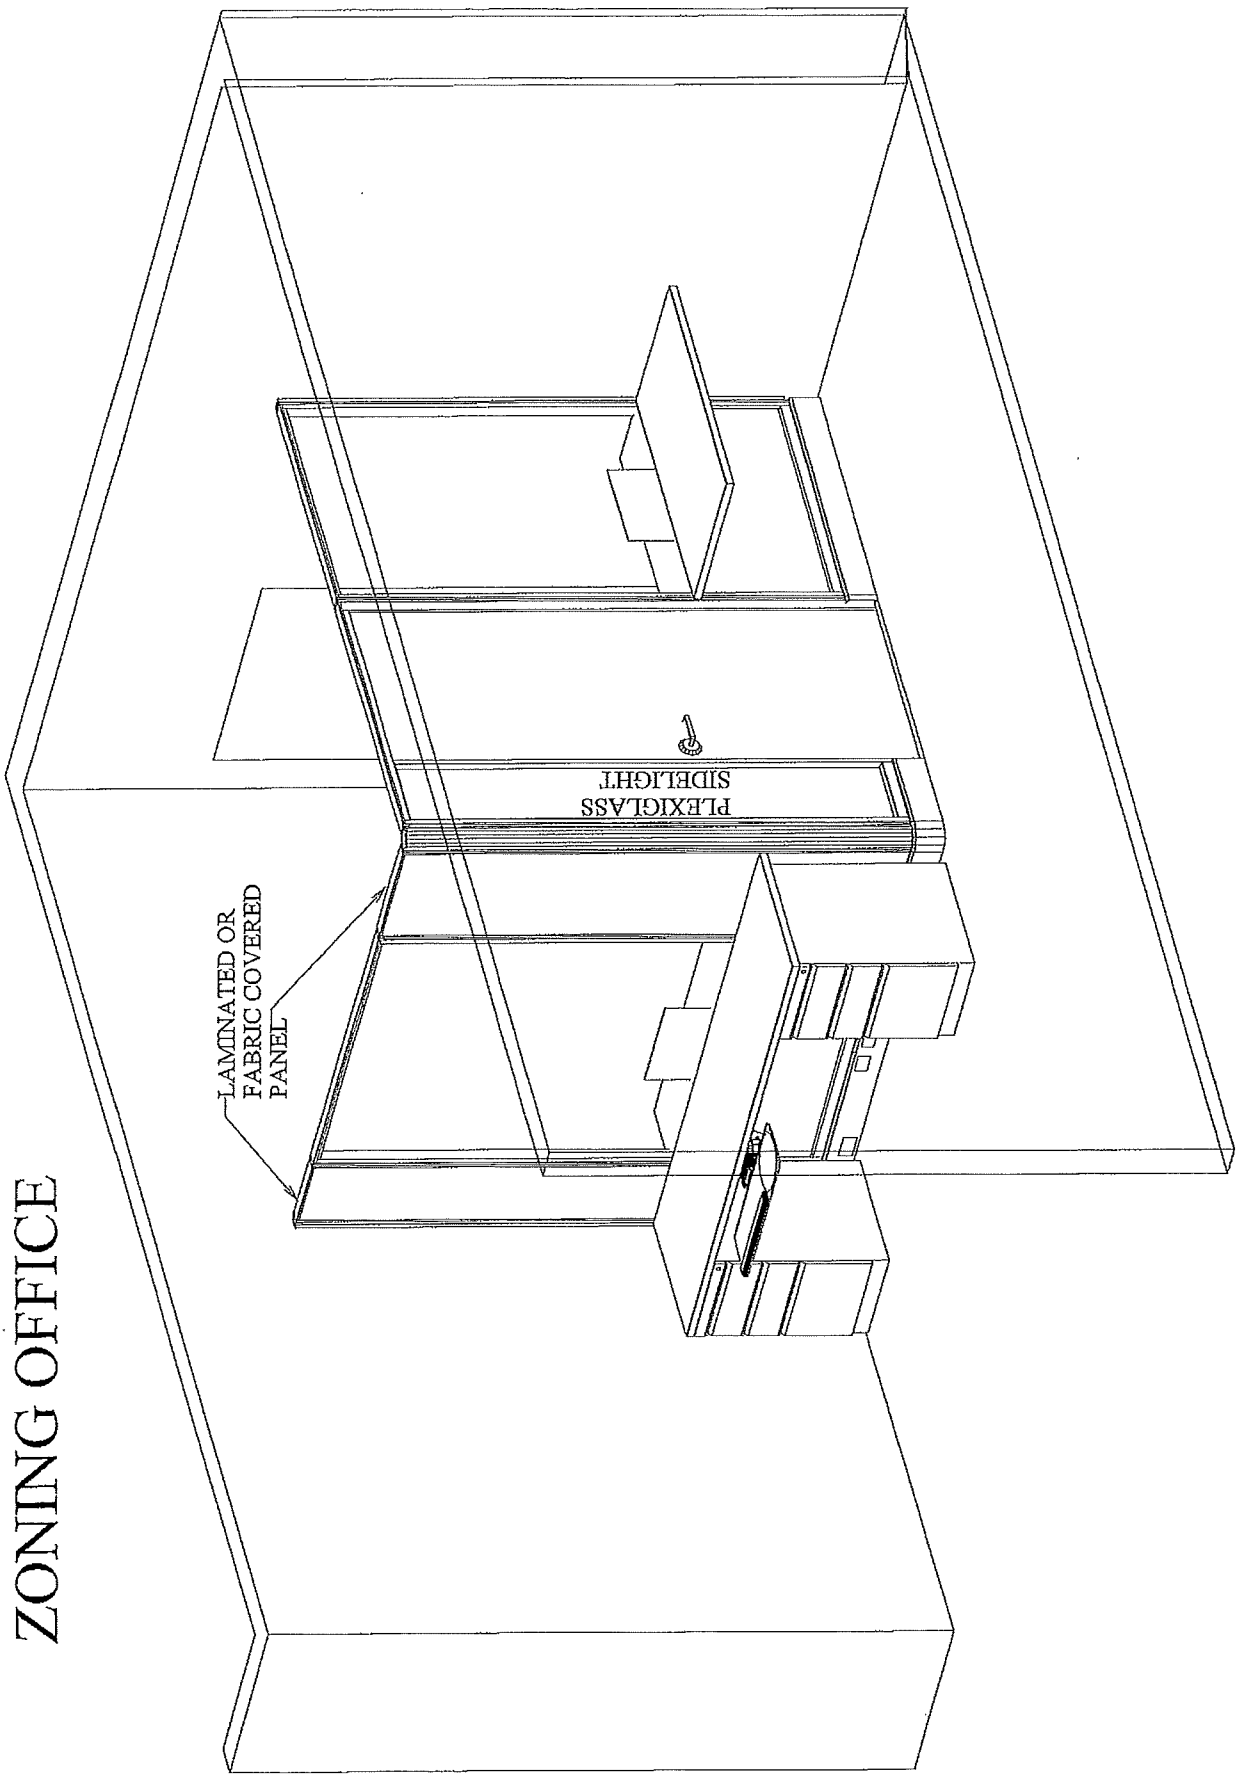 ZONING OFFICE
LAMINATED OR
FABRIC COVERED
PANEL
PLEXIGLASS
SIDELIGHT